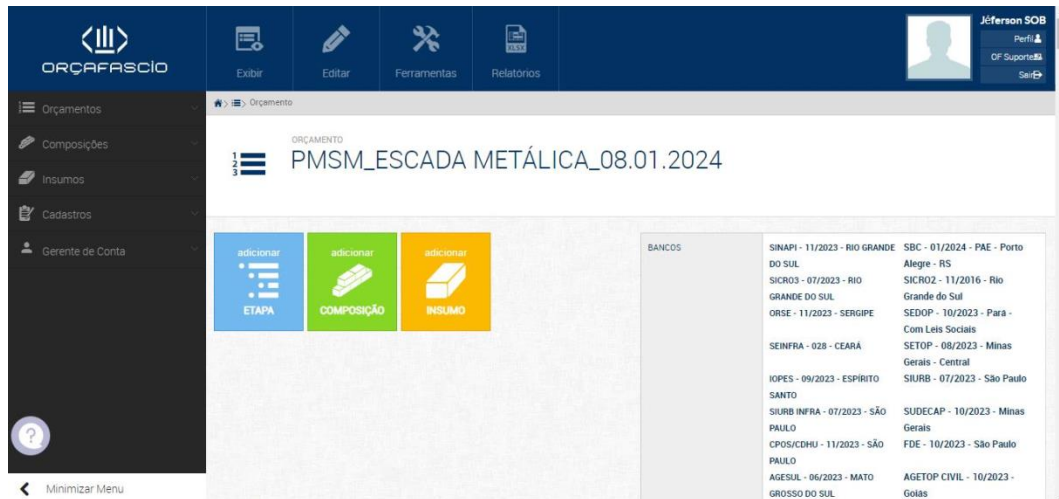 ORÇAFASCIO
Exibir
Editar
Ferramentas
XLSX
Relatórios
Jéferson SOB
Perfil
OF Suporte
Sair
Orçamentos
Composições
Insumos
Cadastros
Gerente de Conta
?
Minimizar Menu
Orçamento
1
2
3
ORÇAMENTO
PMSM_ESCADA METÁLICA_08.01.2024
adicionar
ETAPA
adicionar
COMPOSIÇÃO
adicionar
INSUMO
BANCOS
SINAPI - 11/2023 - RIO GRANDE
DO SUL
SBC - 01/2024 - PAE - Porto
Alegre - RS
SICRO3 - 07/2023 - RIO
GRANDE DO SUL
SICRO2 - 11/2016 - Rio
Grande do Sul
ORSE - 11/2023 - SERGIPE
SEDOP - 10/2023 - Pará -
Com Leis Sociais
SEINFRA - 028 - CEARÁ
SETOP - 08/2023 - Minas
Gerais - Central
IOPES - 09/2023 - ESPÍRITO
SANTO
SIURB - 07/2023 - São Paulo
SIURB INFRA - 07/2023 - SÃO
PAULO
SUDECAP - 10/2023 - Minas
Gerais
CPOS/CDHU - 11/2023 - SÃO
PAULO
FDE - 10/2023 - São Paulo
AGESUL - 06/2023 - MATO
GROSSO DO SUL
AGETOP CIVIL - 10/2023 -
Goiás